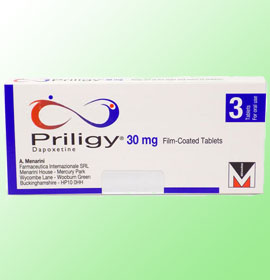 Priligy® 30 mg Film-Coated Tablets
Dapoxetine
3
Tablets
For oral use
A. Menarini
Farmaceutica Internazionale SRL
Menarini House - Mercury Park
Wycombe Lane - Wooburn Green
Buckinghamshire - HP10 0HH